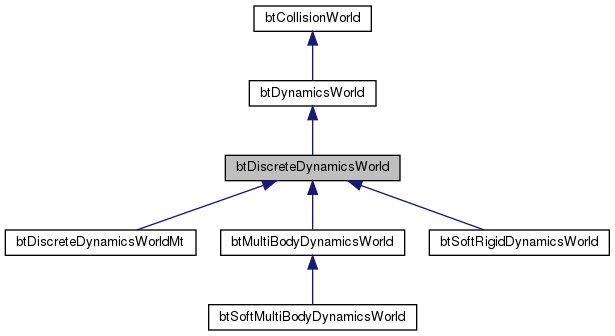 btCollisionWorld
btDynamicsWorld
btDiscreteDynamicsWorld
btDiscreteDynamicsWorldMt
btMultiBodyDynamicsWorld
btSoftRigidDynamicsWorld
btSoftMultiBodyDynamicsWorld